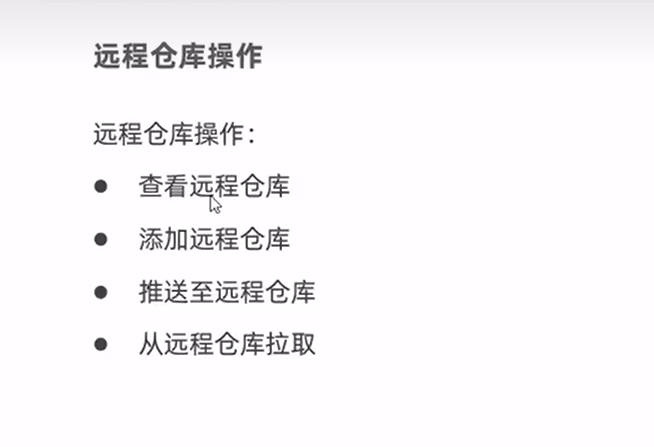 远程仓库操作
远程仓库操作：
● 查看远程仓库
● 添加远程仓库
● 推送至远程仓库
● 从远程仓库拉取